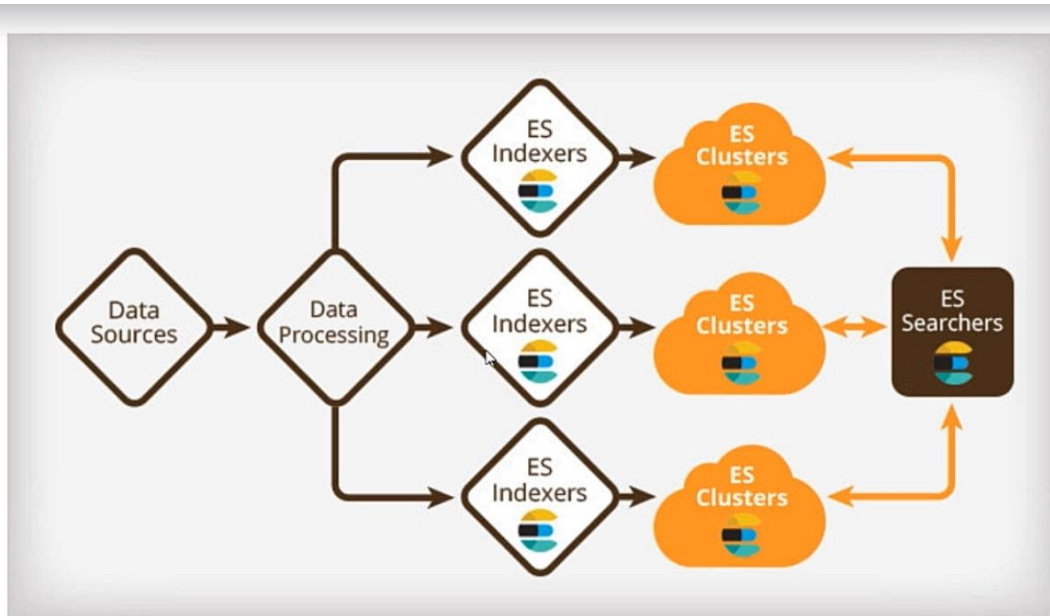 Data
Sources
Data
Processing
ES
Indexers
ES
Clusters
ES
Indexers
ES
Clusters
ES
Indexers
ES
Clusters
ES
Searchers